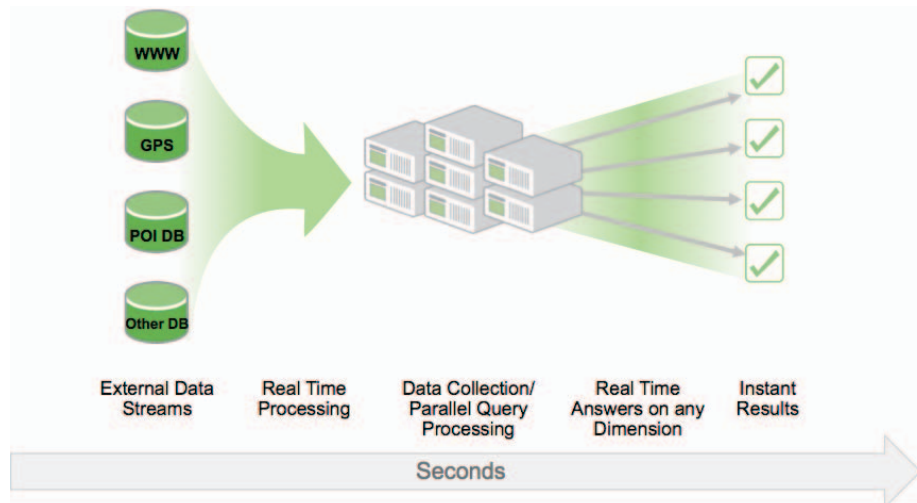 WWW
GPS
POI DB
Other DB
External Data
Streams
Real Time
Processing
Data Collection/
Parallel Query
Processing
Real Time
Answers on any
Dimension
Instant
Results
Seconds